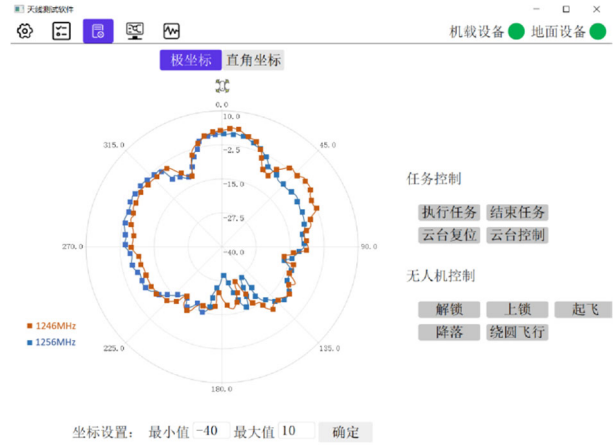 天线测试软件
机载设备 地面设备
极坐标 直角坐标
0.0
10.0
315.0
45.0
-2.5
-15.0
-27.5
270.0
90.0
-40.0
1246MHz
1256MHz
225.0
135.0
180.0
任务控制
执行任务 结束任务
云台复位 云台控制
无人机控制
解锁 上锁 起飞
降落 绕圆飞行
坐标设置： 最小值 -40 最大值 10 确定